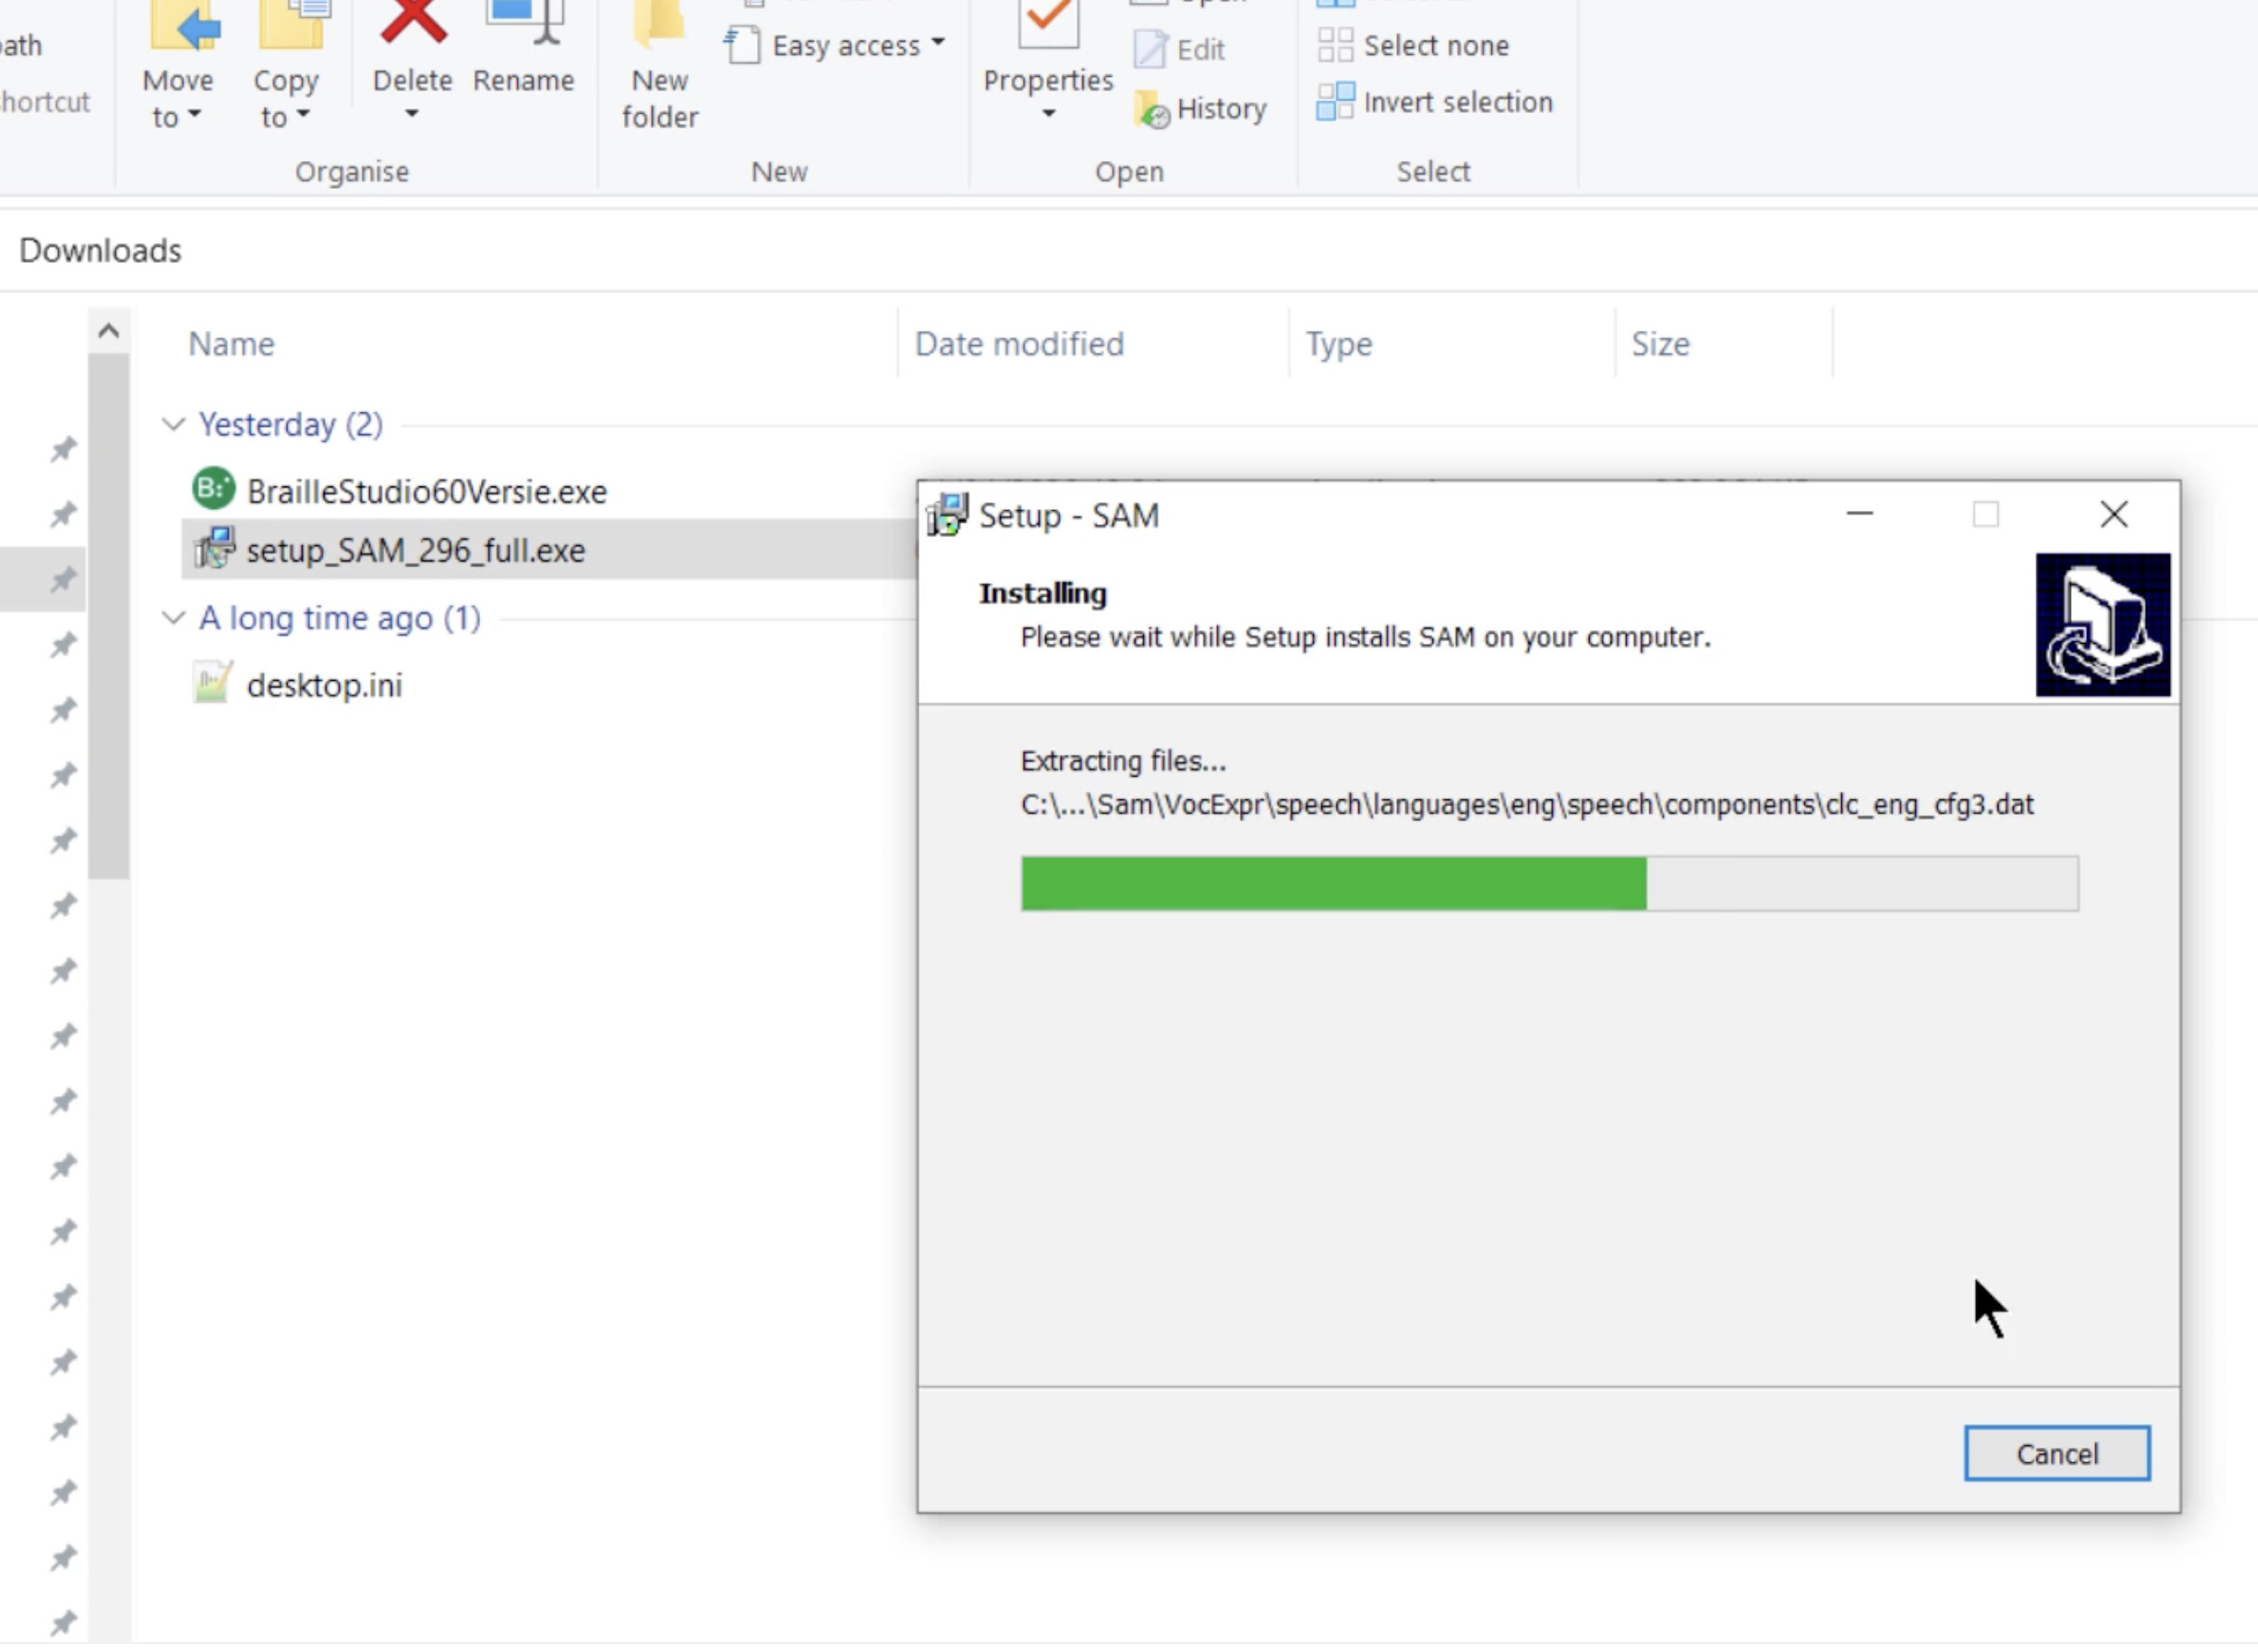 ath
hortcut
Move to
Copy to
Delete
Rename
Organise
New folder
Easy access
New
Properties
Edit
History
Open
Select none
Invert selection
Select
Downloads
Name
Date modified
Type
Size
Yesterday (2)
B:
BrailleStudio60Versie.exe
setup_SAM_296_full.exe
A long time ago (1)
desktop.ini
Setup - SAM
Installing
Please wait while Setup installs SAM on your computer.
Extracting files...
C:\...\Sam\VocExpr\speech\languages\eng\speech\components\clc_eng_cfg3.dat
Cancel